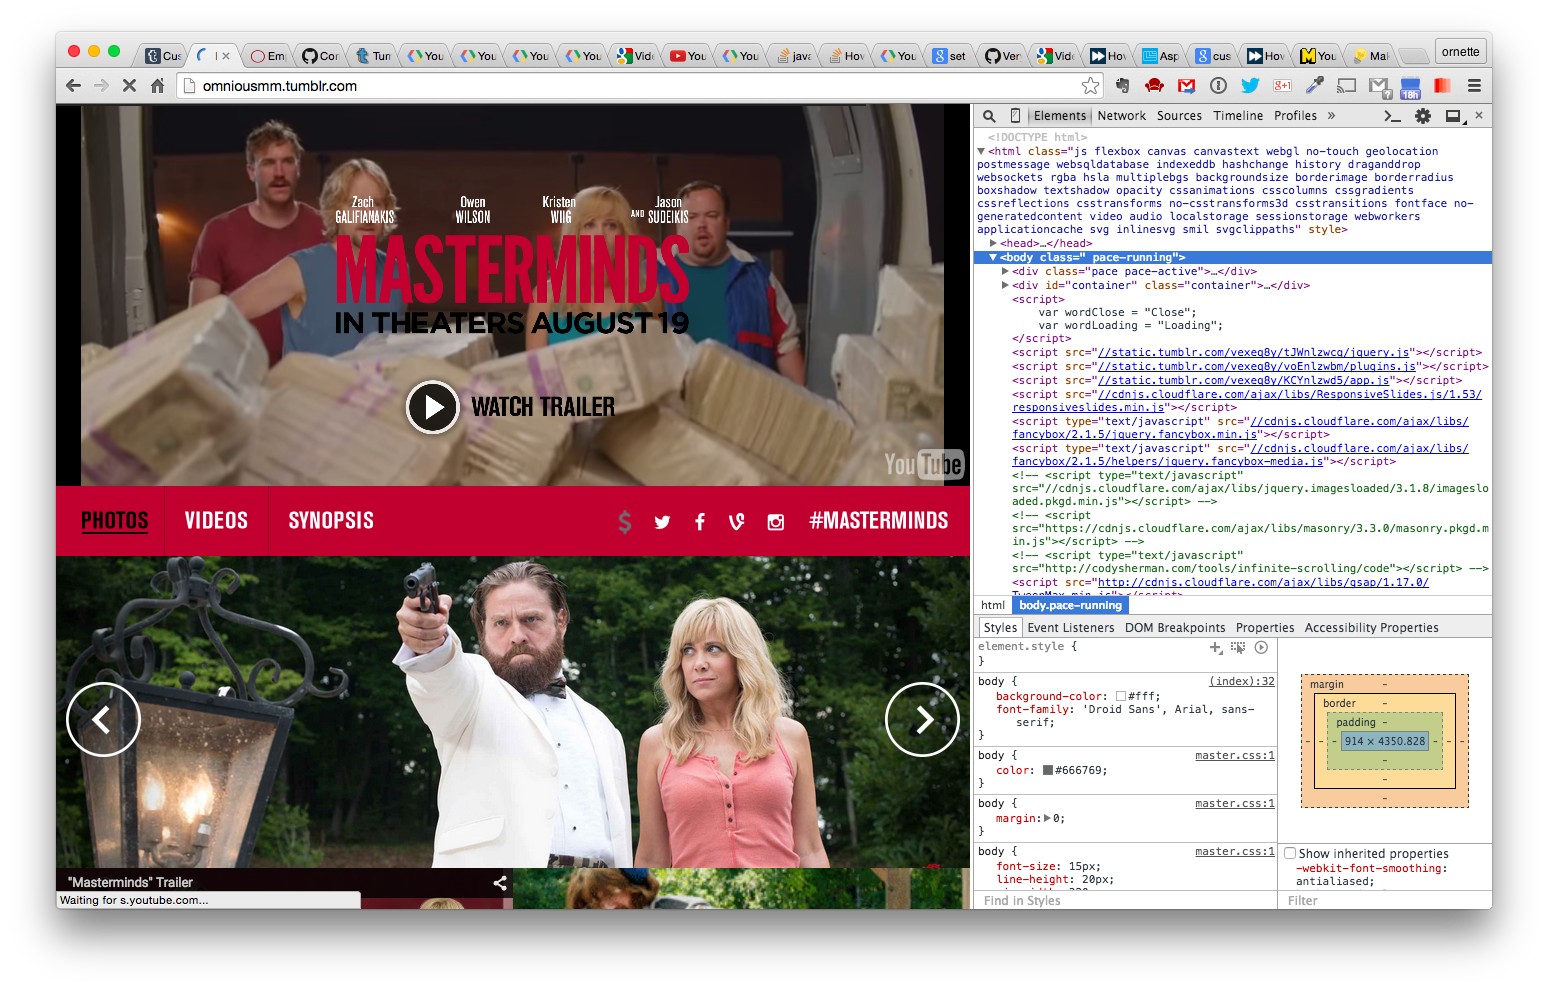 Cus
I
Em
Con
Tum
You
You
You
You
Vide
You
You
java
How
You
set
Ver
Vide
How
Asp
cus
How
You
Mak
ornette
omniousmm.tumblr.com
18h
Zach GALIFIANAKIS
Owen WILSON
Kristen WIIG
AND Jason SUDEIKIS
MASTERMINDS
IN THEATERS AUGUST 19
WATCH TRAILER
YouTube
PHOTOS VIDEOS SYNOPSIS $ #MASTERMINDS
"Masterminds" Trailer
Waiting for s.youtube.com...
Elements Network Sources Timeline Profiles »
<!DOCTYPE html>
<html class="js flexbox canvas canvastext webgl no-touch geolocation
postmessage websqldatabase indexeddb hashchange history draganddrop
websockets rgba hsla multiplebgs backgroundsize borderimage borderradius
boxshadow textshadow opacity cssanimations csscolumns cssgradients
cssreflections csstransforms no-csstransforms3d csstransitions fontface no-
generatedcontent video audio localstorage sessionstorage webworkers
applicationcache svg inlinesvg smil svgclippaths" style>
<head>…</head>
<body class=" pace-running">
<div class="pace pace-active">…</div>
<div id="container" class="container">…</div>
<script>
var wordClose = "Close";
var wordLoading = "Loading";
</script>
<script src="//static.tumblr.com/vexeq8y/tJWnlzwcq/jquery.js"></script>
<script src="//static.tumblr.com/vexeq8y/voEnlzwbm/plugins.js"></script>
<script src="//static.tumblr.com/vexeq8y/KCYnlzwd5/app.js"></script>
<script src="//cdnjs.cloudflare.com/ajax/libs/ResponsiveSlides.js/1.53/
responsiveslides.min.js"></script>
<script type="text/javascript" src="//cdnjs.cloudflare.com/ajax/libs/
fancybox/2.1.5/jquery.fancybox.min.js"></script>
<script type="text/javascript" src="//cdnjs.cloudflare.com/ajax/libs/
fancybox/2.1.5/helpers/jquery.fancybox-media.js"></script>
<!-- <script type="text/javascript"
src="//cdnjs.cloudflare.com/ajax/libs/jquery.imagesloaded/3.1.8/imageslo
aded.pkgd.min.js"></script> -->
<!-- <script
src="https://cdnjs.cloudflare.com/ajax/libs/masonry/3.3.0/masonry.pkgd.m
in.js"></script> -->
<!-- <script type="text/javascript"
src="http://codysherman.com/tools/infinite-scrolling/code"></script> -->
<script src="http://cdnjs.cloudflare.com/ajax/libs/gsap/1.17.0/
TweenMax.min.js"></script>
html body.pace-running
Styles Event Listeners DOM Breakpoints Properties Accessibility Properties
element.style {
}
body { (index):32
background-color: #fff;
font-family: 'Droid Sans', Arial, sans-
serif;
}
body { master.css:1
color: #666769;
}
body { master.css:1
margin: 0;
}
body { master.css:1
font-size: 15px;
line-height: 20px;
Find in Styles
margin -
border -
padding -
914 × 4350.828
Show inherited properties
-webkit-font-smoothing:
antialiased;
Filter